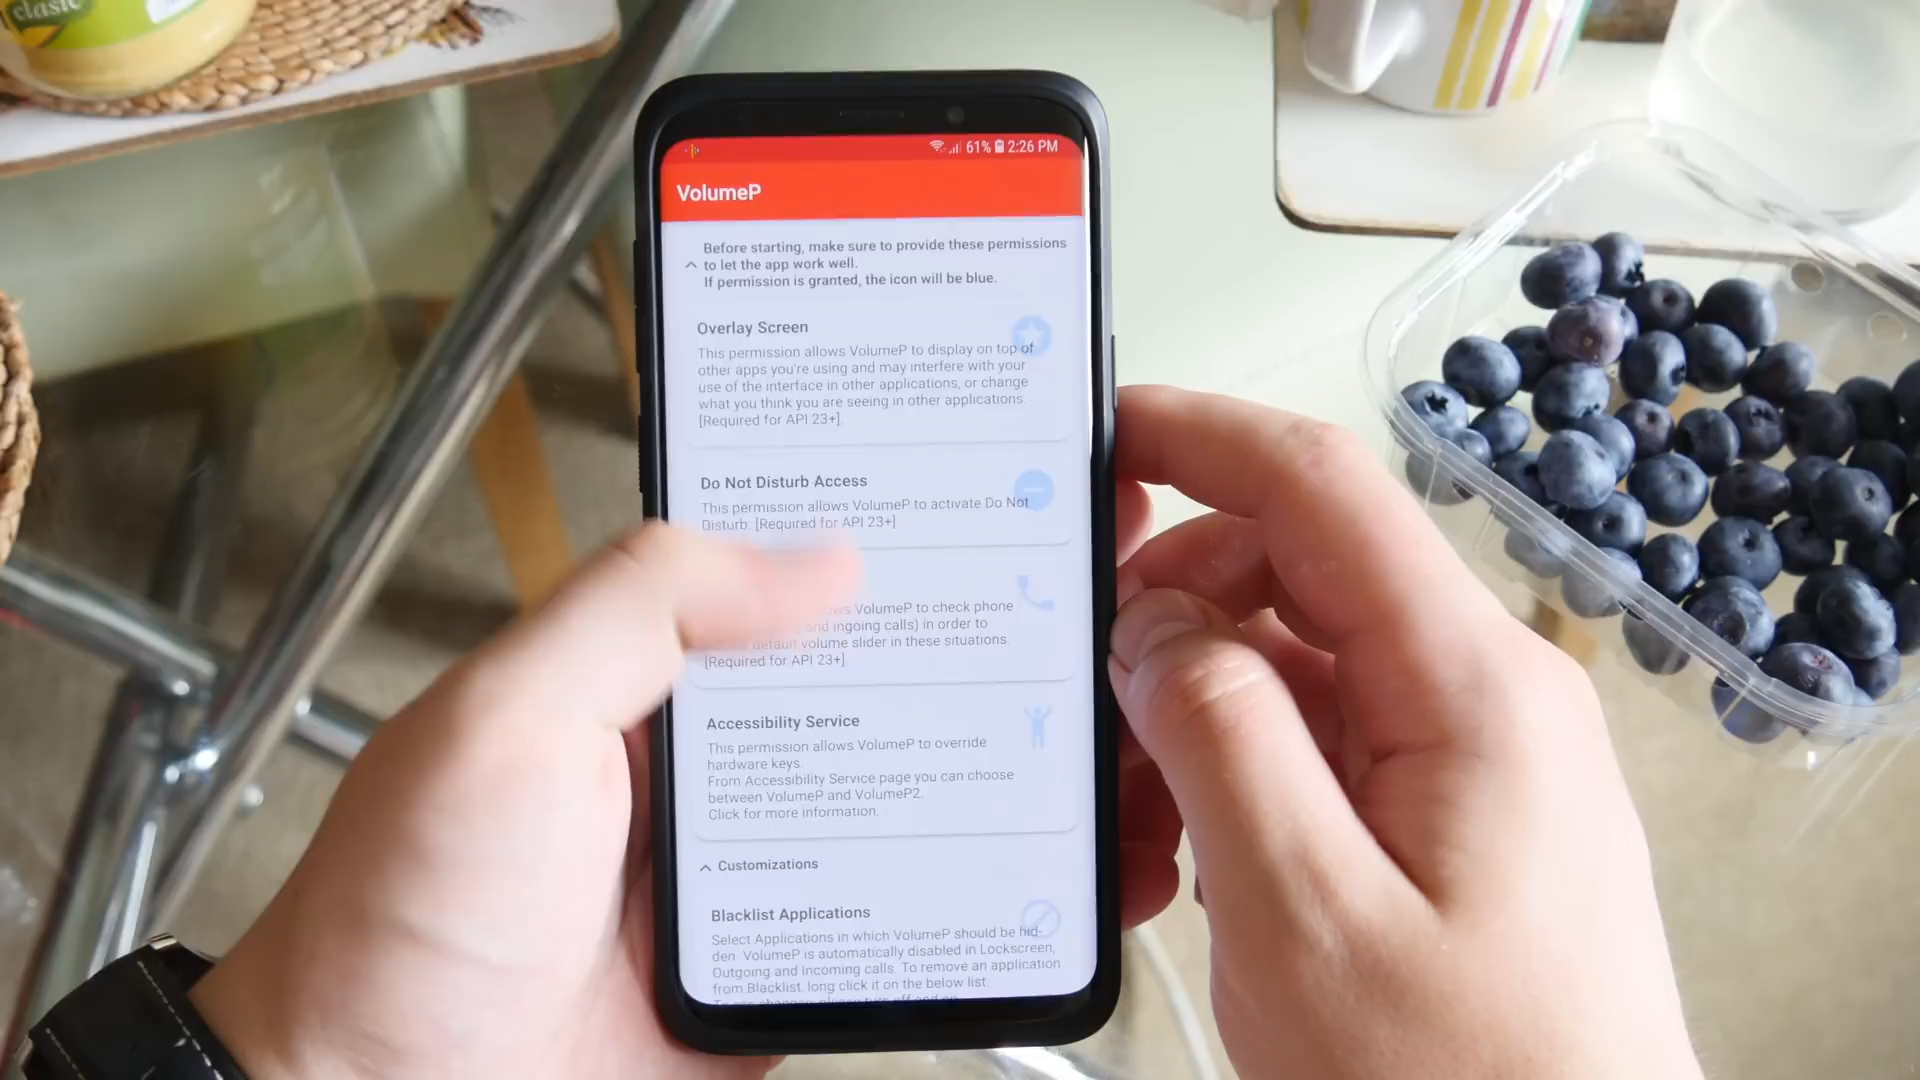 clasic
61% 2:26 PM
VolumeP
Before starting, make sure to provide these permissions
to let the app work well.
If permission is granted, the icon will be blue.
Overlay Screen
This permission allows VolumeP to display on top of
other apps you're using and may interfere with your
use of the interface in other applications, or change
what you think you are seeing in other applications.
[Required for API 23+].
Do Not Disturb Access
This permission allows VolumeP to activate Do Not
Disturb. [Required for API 23+].
VolumeP to check phone
and ingoing calls) in order to
default volume slider in these situations.
[Required for API 23+]
Accessibility Service
This permission allows VolumeP to override
hardware keys.
From Accessibility Service page you can choose
between VolumeP and VolumeP2.
Click for more information.
Customizations
Blacklist Applications
Select Applications in which VolumeP should be hid-
den. VolumeP is automatically disabled in Lockscreen,
Outgoing and Incoming calls. To remove an application
from Blacklist, long click it on the below list.